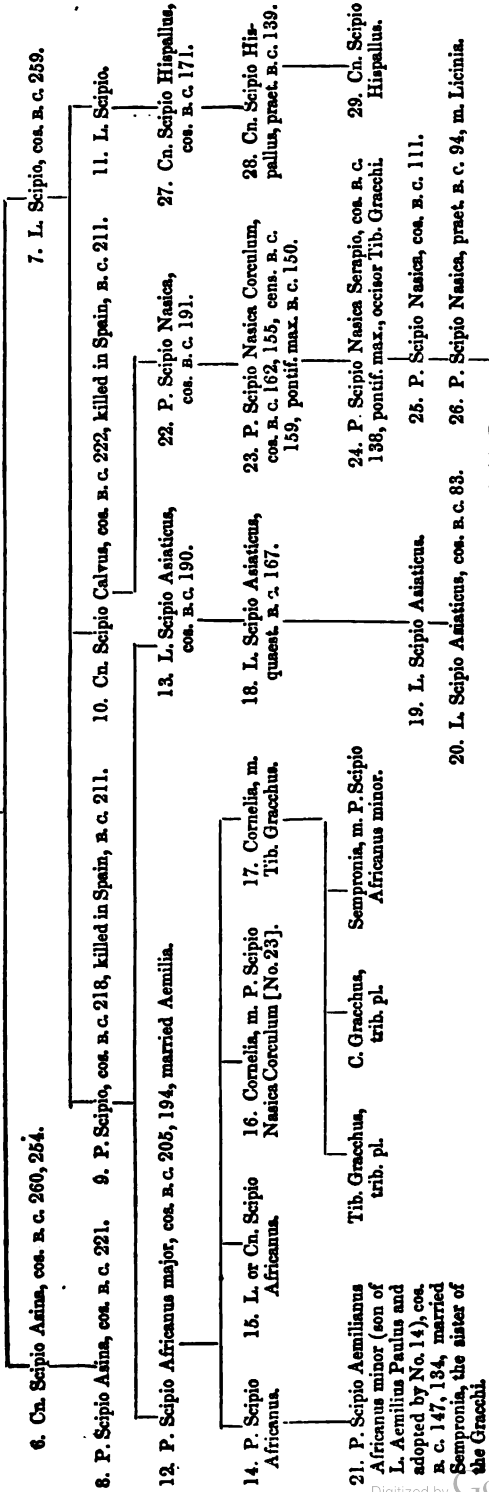 6. Cn. Scipio Asina, cos. B. C. 260, 254.
7. L. Scipio, cos. B. C. 259.
8. P. Scipio Asina, cos. B. C. 221.
9. P. Scipio, cos. B. C. 218, killed in Spain, B. C. 211.
10. Cn. Scipio Calvus, cos. B. C. 222, killed in Spain, B. C. 211.
11. L. Scipio.
12. P. Scipio Africanus major, cos. B. C. 205, 194, married Aemilia.
13. L. Scipio Asiaticus,
cos. B. C. 190.
22. P. Scipio Nasica,
cos. B. C. 191.
27. Cn. Scipio Hispallus,
cos. B. C. 171.
14. P. Scipio
Africanus.
15. L. or Cn. Scipio
Africanus.
16. Cornelia, m. P. Scipio
Nasica Corculum [No. 23].
17. Cornelia, m.
Tib. Gracchus.
18. L. Scipio Asiaticus,
quaest. B. C. 167.
23. P. Scipio Nasica Corculum,
cos. B. C. 162, 155, cens. B. C.
159, pontif. max. B. C. 150.
28. Cn. Scipio His-
pallus, praet. B. C. 139.
21. P. Scipio Aemilianus
Africanus minor (son of
L. Aemilius Paulus and
adopted by No. 14), cos.
B. C. 147, 134, married
Sempronia, the sister of
the Gracchi.
Tib. Gracchus,
trib. pl.
C. Gracchus,
trib. pl.
Sempronia, m. P. Scipio
Africanus minor.
19. L. Scipio Asiaticus.
20. L. Scipio Asiaticus, cos. B. C. 83.
24. P. Scipio Nasica Serapio, cos. B. C.
138, pontif. max., occisor Tib. Gracchi.
25. P. Scipio Nasica, cos. B. C. 111.
26. P. Scipio Nasica, praet. B. C. 94, m. Licinia.
29. Cn. Scipio
Hispallus.
Digitized by